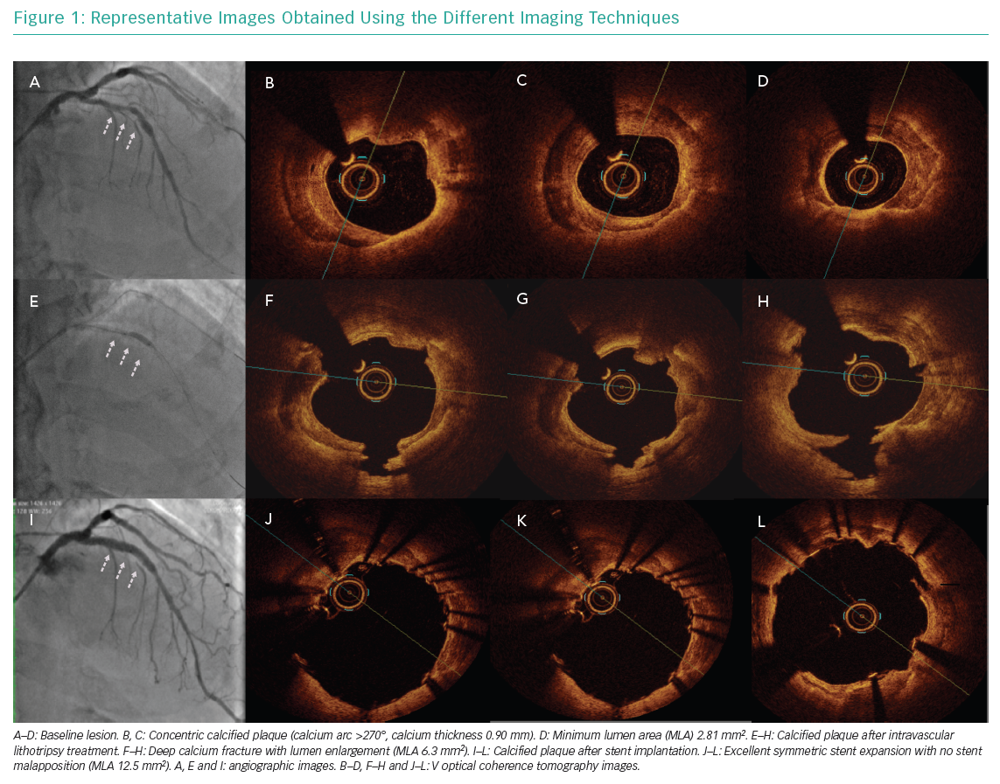 Figure 1: Representative Images Obtained Using the Different Imaging Techniques
A
B
C
D
E
F
G
H
I
J
K
L
A–D: Baseline lesion. B, C: Concentric calcified plaque (calcium arc >270°, calcium thickness 0.90 mm). D: Minimum lumen area (MLA) 2.81 mm². E–H: Calcified plaque after intravascular
lithotripsy treatment. F–H: Deep calcium fracture with lumen enlargement (MLA 6.3 mm²). I–L: Calcified plaque after stent implantation. J–L: Excellent symmetric stent expansion with no stent
malapposition (MLA 12.5 mm²). A, E and I: angiographic images. B–D, F–H and J–L: V optical coherence tomography images.